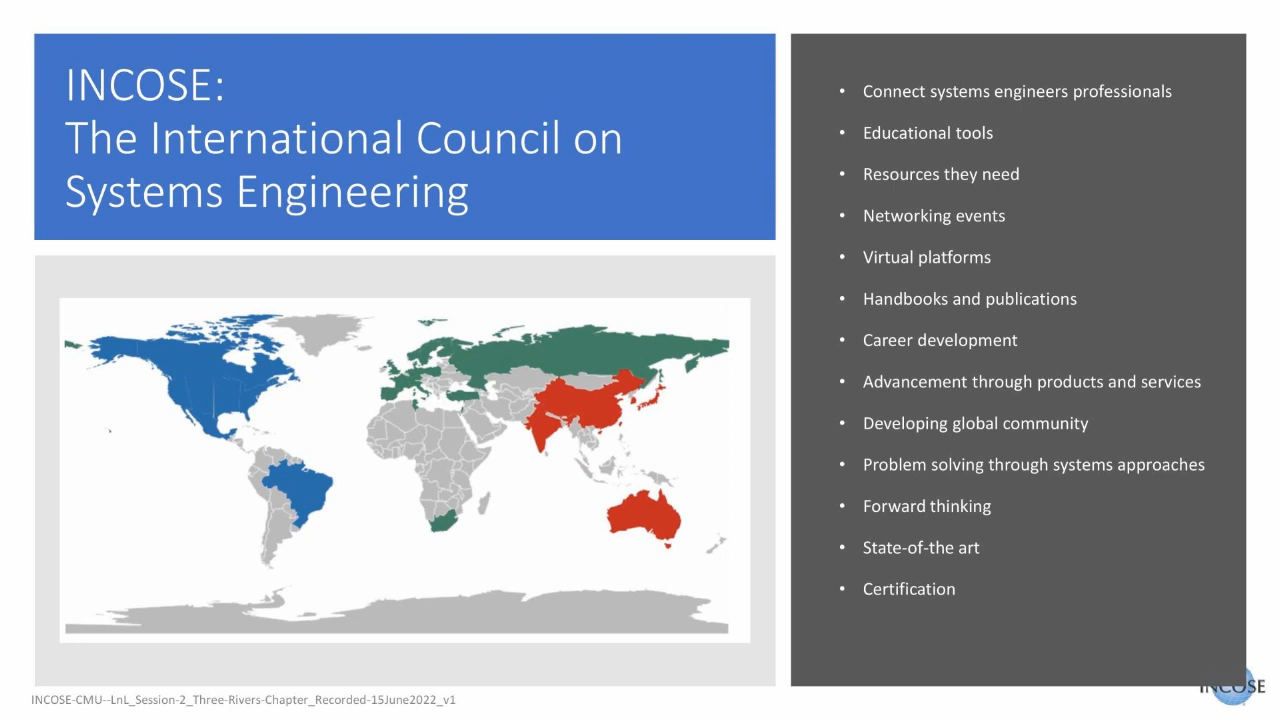 INCOSE:
The International Council on
Systems Engineering
• Connect systems engineers professionals
• Educational tools
• Resources they need
• Networking events
• Virtual platforms
• Handbooks and publications
• Career development
• Advancement through products and services
• Developing global community
• Problem solving through systems approaches
• Forward thinking
• State-of-the art
• Certification
INCOSE-CMU--LnL_Session-2_Three-Rivers-Chapter_Recorded-15June2022_v1
INCOSE